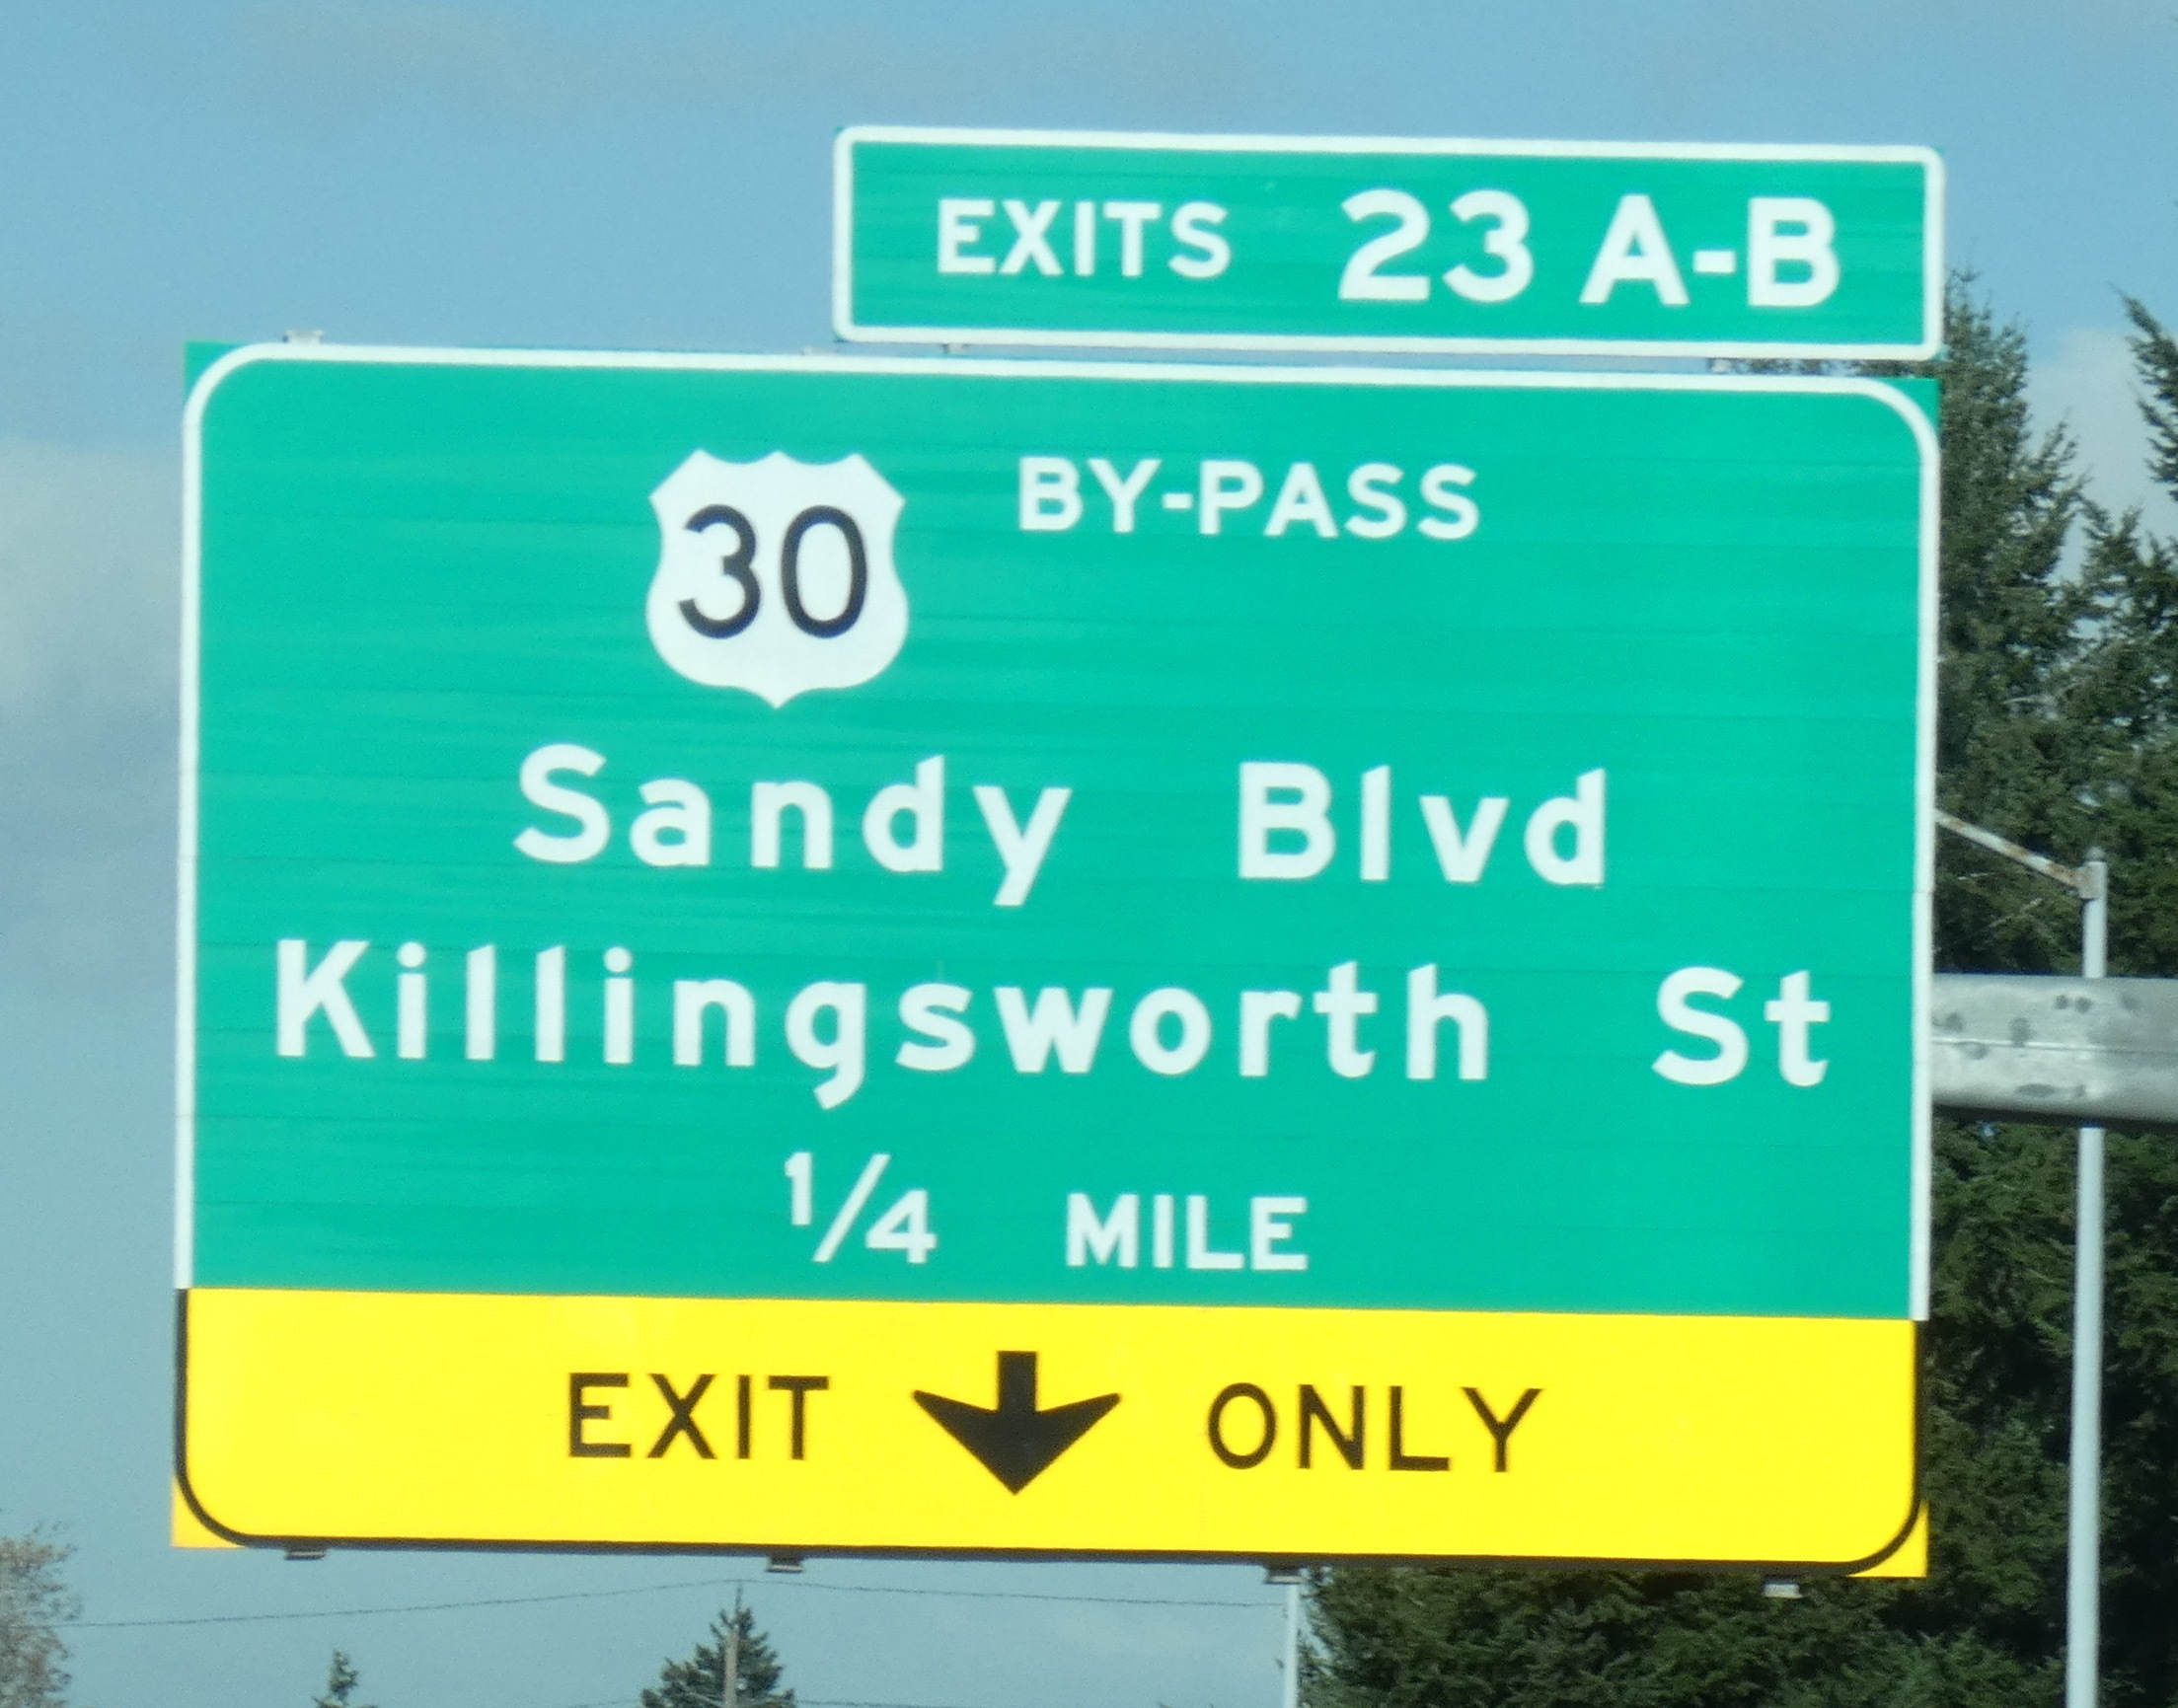 EXITS 23 A-B
30 BY-PASS
Sandy Blvd
Killingsworth St
1/4 MILE
EXIT ONLY